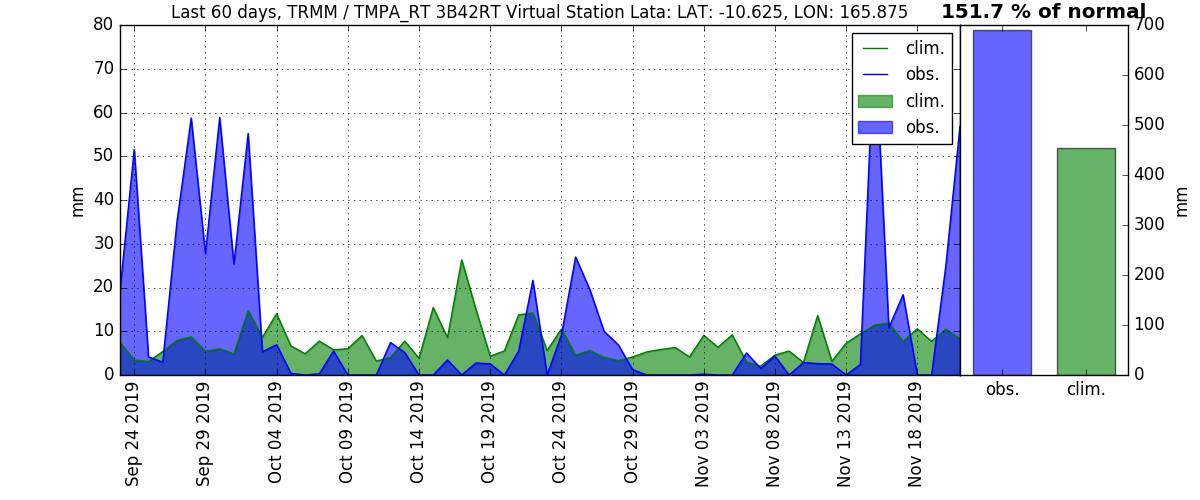 Last 60 days, TRMM / TMPA_RT 3B42RT Virtual Station Lata: LAT: -10.625, LON: 165.875
151.7 % of normal
80
70
60
50
40
30
20
10
0
mm
clim.
obs.
clim.
obs.
Sep 24 2019
Sep 29 2019
Oct 04 2019
Oct 09 2019
Oct 14 2019
Oct 19 2019
Oct 24 2019
Oct 29 2019
Nov 03 2019
Nov 08 2019
Nov 13 2019
Nov 18 2019
obs.
clim.
700
600
500
400
300
200
100
0
mm